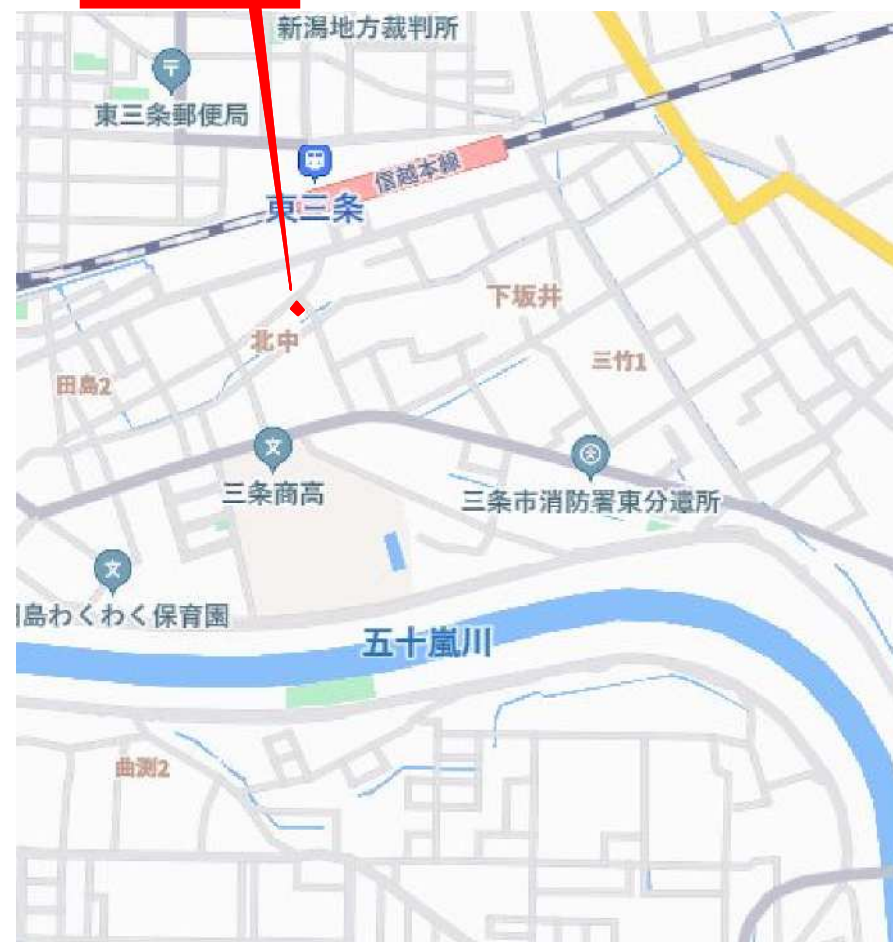 新潟地方裁判所
〒
東三条郵便局
信越本線
東三条
下坂井
北中
三竹1
田島2
文
三条商高
三条市消防署東分遣所
文
島わくわく保育園
五十嵐川
曲渕2